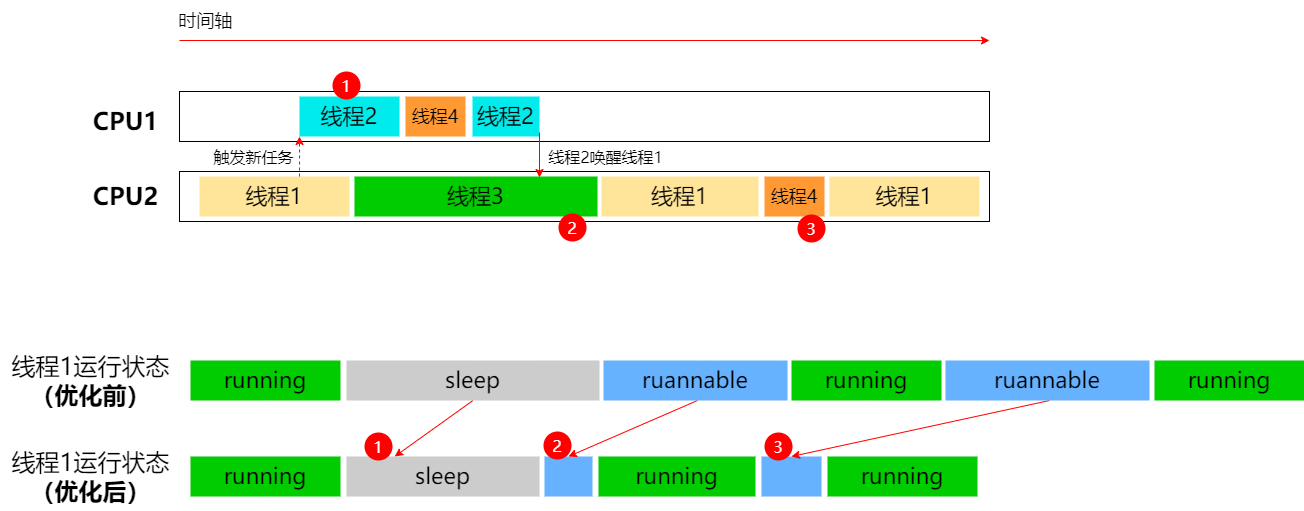 时间轴
1
CPU1
线程2
线程4
线程2
触发新任务
线程2唤醒线程1
CPU2
线程1
线程3
线程1
线程4
线程1
2
3
线程1运行状态
（优化前）
running
sleep
ruannable
running
ruannable
running
1
2
3
线程1运行状态
（优化后）
running
sleep
running
running